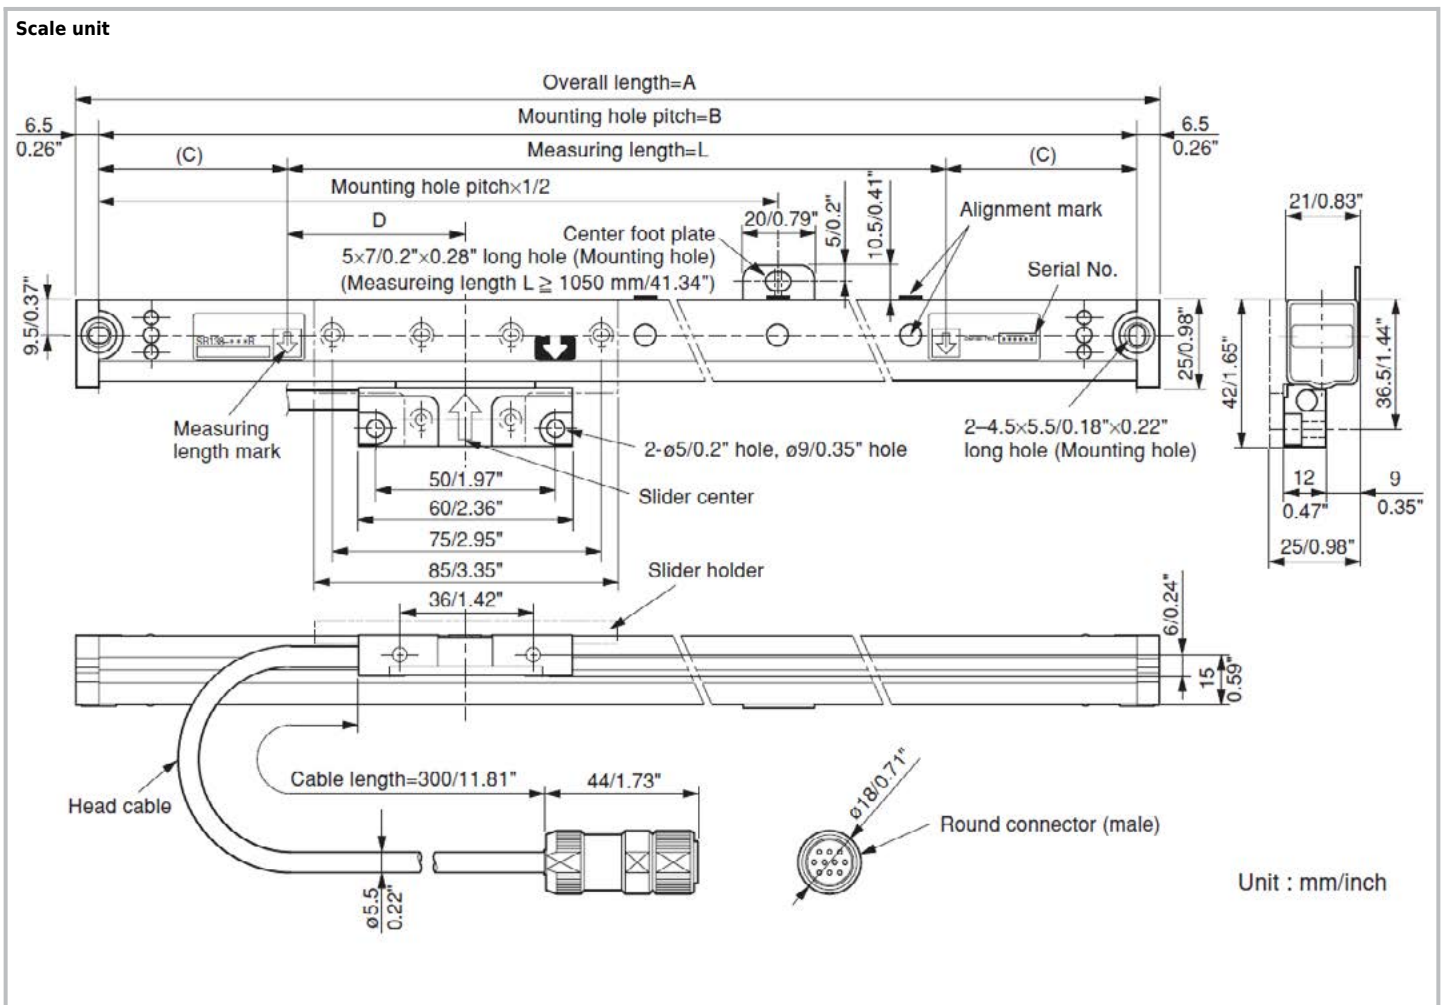 Scale unit
Overall length=A
Mounting hole pitch=B
6.5
0.26"
6.5
0.26"
(C)
Measuring length=L
(C)
Mounting hole pitch×1/2
D
20/0.79"
5/0.2"
10.5/0.41"
Alignment mark
21/0.83"
Center foot plate
5×7/0.2"×0.28" long hole (Mounting hole)
(Measureing length L ≧ 1050 mm/41.34")
Serial No.
9.5/0.37"
25/0.98"
42/1.65"
36.5/1.44"
Measuring
length mark
2-ø5/0.2" hole, ø9/0.35" hole
2–4.5×5.5/0.18"×0.22"
long hole (Mounting hole)
Slider center
50/1.97"
60/2.36"
75/2.95"
85/3.35"
12
0.47"
9
0.35"
25/0.98"
Slider holder
36/1.42"
6/0.24"
15
0.59"
Head cable
Cable length=300/11.81"
44/1.73"
ø18/0.71"
Round connector (male)
ø5.5
0.22"
Unit : mm/inch